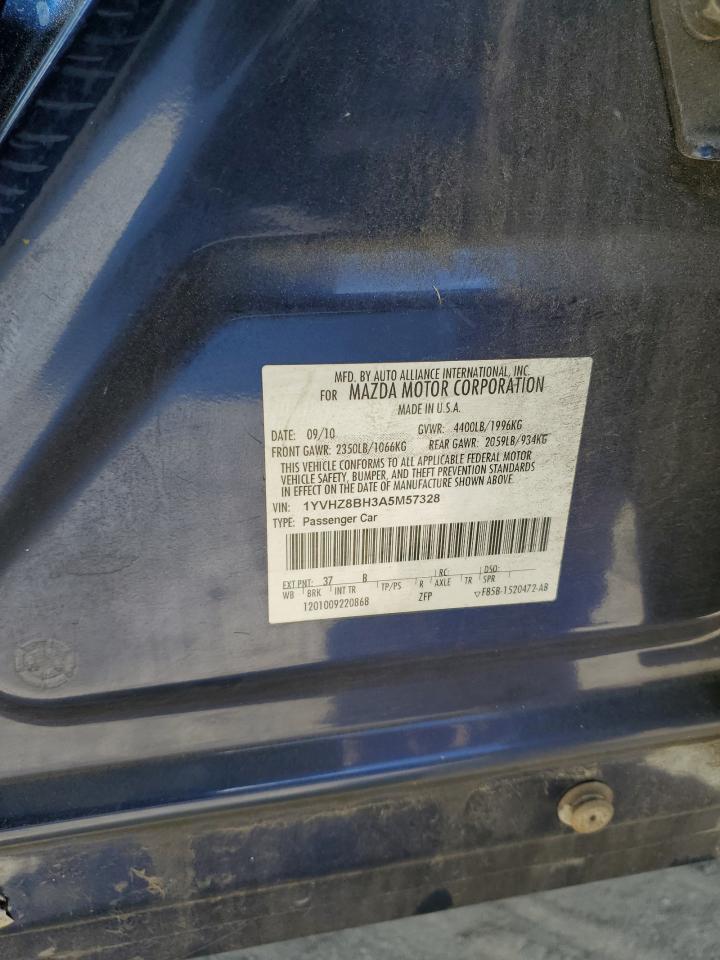 MFD. BY AUTO ALLIANCE INTERNATIONAL, INC.
FOR MAZDA MOTOR CORPORATION
MADE IN U.S.A.
DATE: 09/10 GVWR: 4400LB/1996KG
FRONT GAWR: 2350LB/1066KG REAR GAWR: 2059LB/934KG
THIS VEHICLE CONFORMS TO ALL APPLICABLE FEDERAL MOTOR
VEHICLE SAFETY, BUMPER, AND THEFT PREVENTION STANDARDS
IN EFFECT ON THE DATE OF MANUFACTURE SHOWN ABOVE.
VIN: 1YVHZ8BH3A5M57328
TYPE: Passenger Car
EXT PNT: 37 B RC: DSO:
WB BRK INT TR TP/PS R AXLE TR SPR
1201009220868 ZFP ▽F85B-1520472-AB